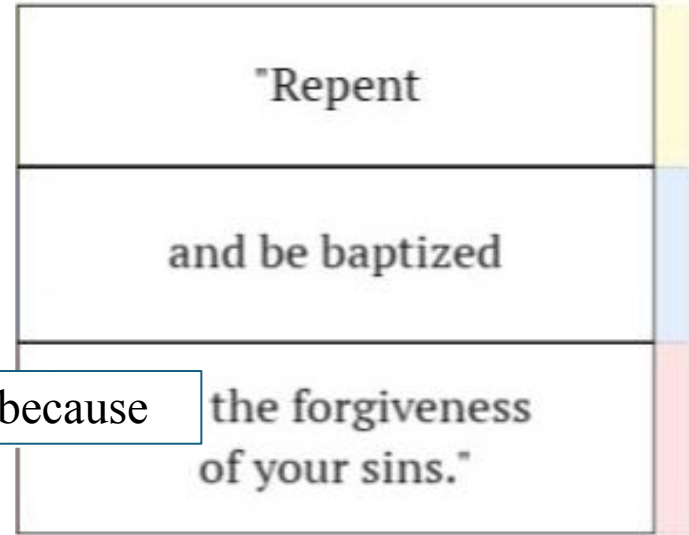 "Repent
and be baptized
because the forgiveness
of your sins."